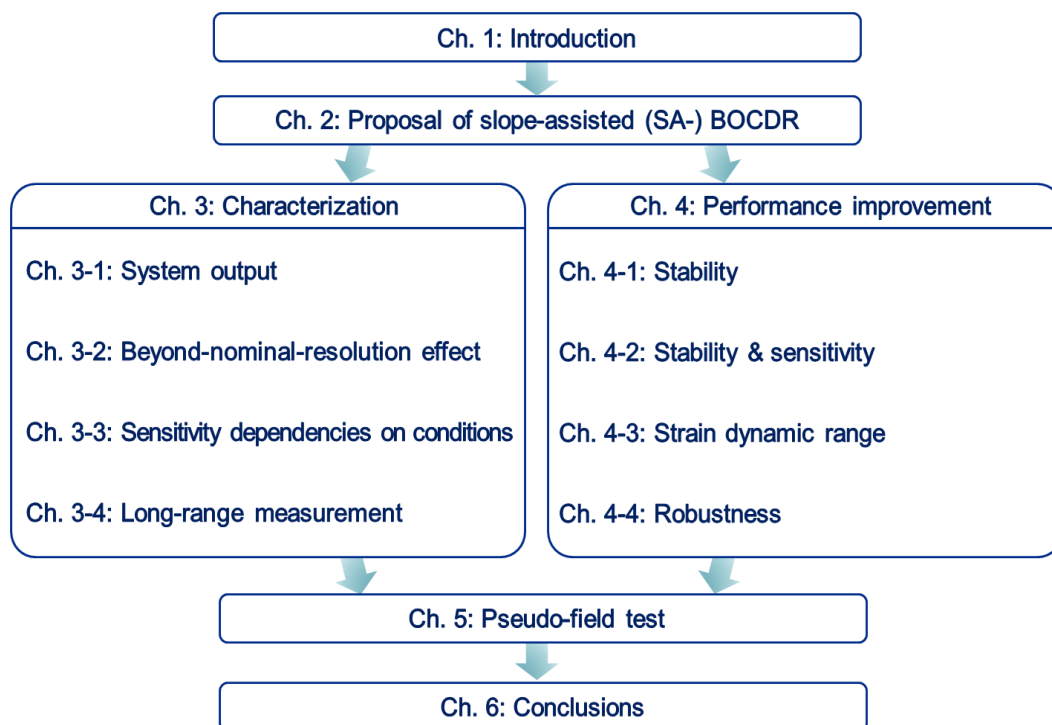 Ch. 1: Introduction
Ch. 2: Proposal of slope-assisted (SA-) BOCDR
Ch. 3: Characterization
Ch. 3-1: System output
Ch. 3-2: Beyond-nominal-resolution effect
Ch. 3-3: Sensitivity dependencies on conditions
Ch. 3-4: Long-range measurement
Ch. 4: Performance improvement
Ch. 4-1: Stability
Ch. 4-2: Stability & sensitivity
Ch. 4-3: Strain dynamic range
Ch. 4-4: Robustness
Ch. 5: Pseudo-field test
Ch. 6: Conclusions